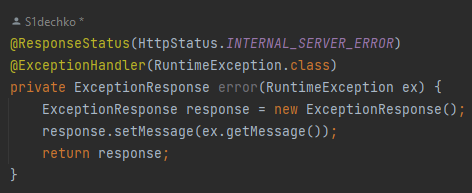 S1dechko *
@ResponseStatus(HttpStatus.INTERNAL_SERVER_ERROR)
@ExceptionHandler(RuntimeException.class)
private ExceptionResponse error(RuntimeException ex) {
    ExceptionResponse response = new ExceptionResponse();
    response.setMessage(ex.getMessage());
    return response;
}